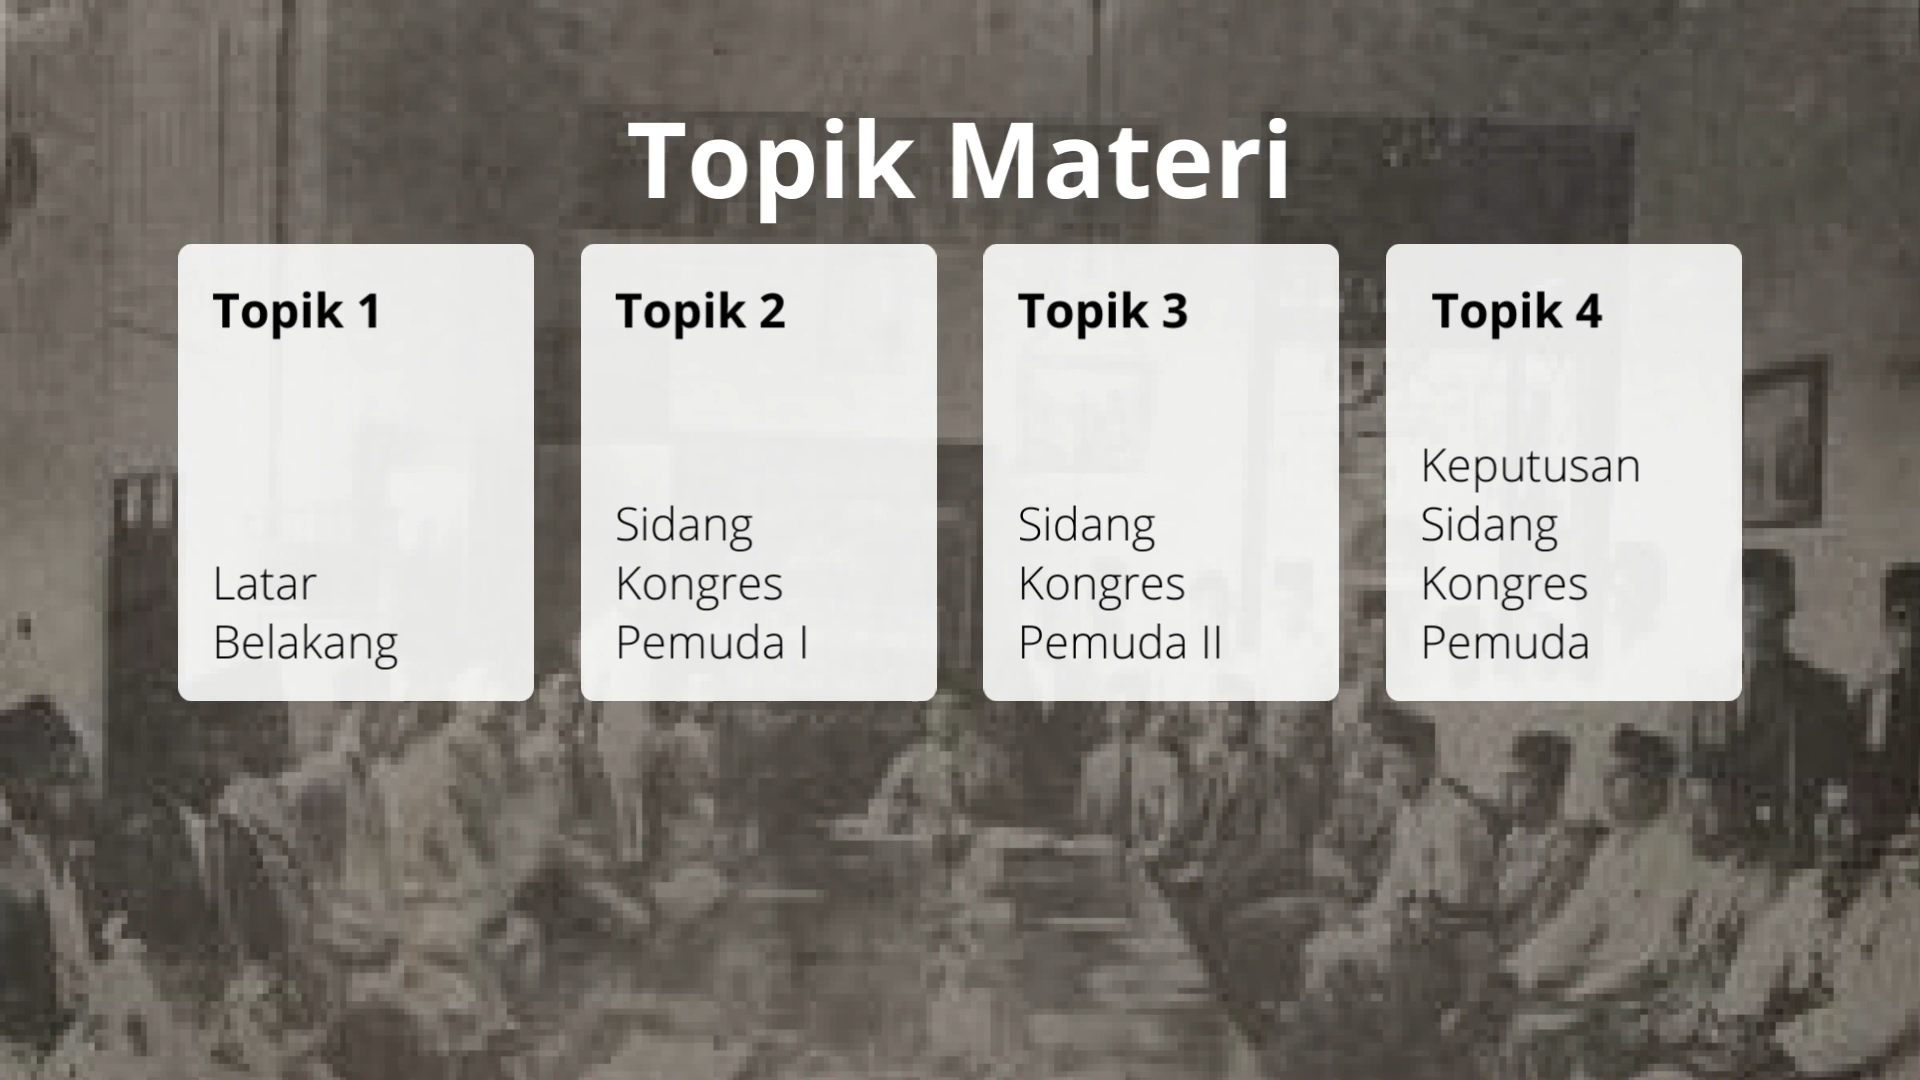 Topik Materi
Topik 1
Latar
Belakang
Topik 2
Sidang
Kongres
Pemuda I
Topik 3
Sidang
Kongres
Pemuda II
Topik 4
Keputusan
Sidang
Kongres
Pemuda